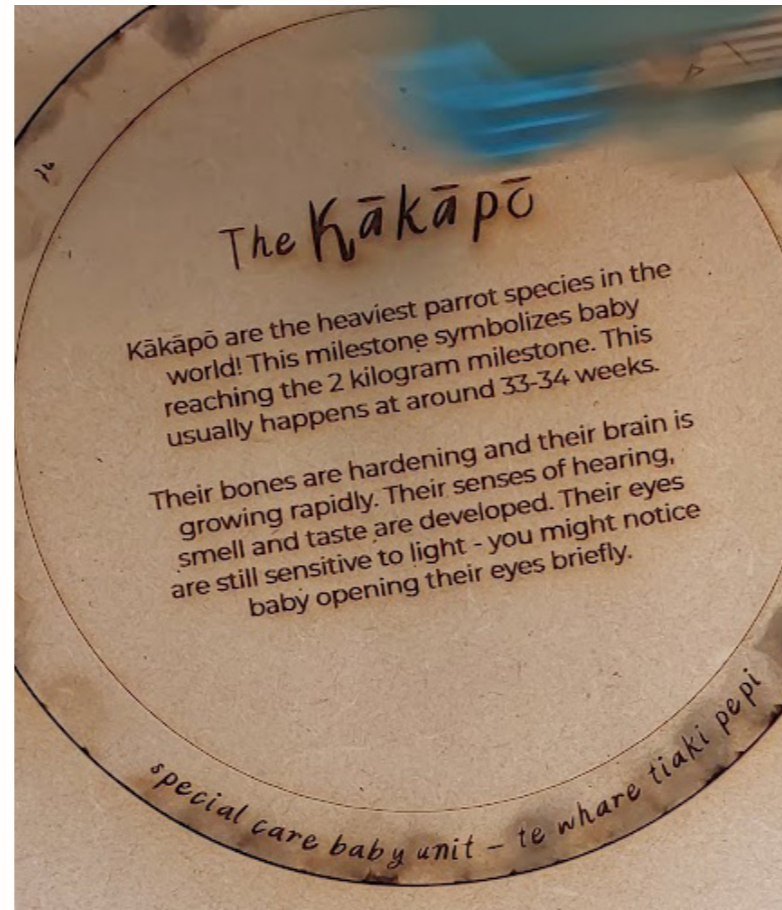 The Kākāpō
Kākāpō are the heaviest parrot species in the
world! This milestone symbolizes baby
reaching the 2 kilogram milestone. This
usually happens at around 33-34 weeks.
Their bones are hardening and their brain is
growing rapidly. Their senses of hearing,
smell and taste are developed. Their eyes
are still sensitive to light - you might notice
baby opening their eyes briefly.
special care baby unit - te whare tiaki pepi